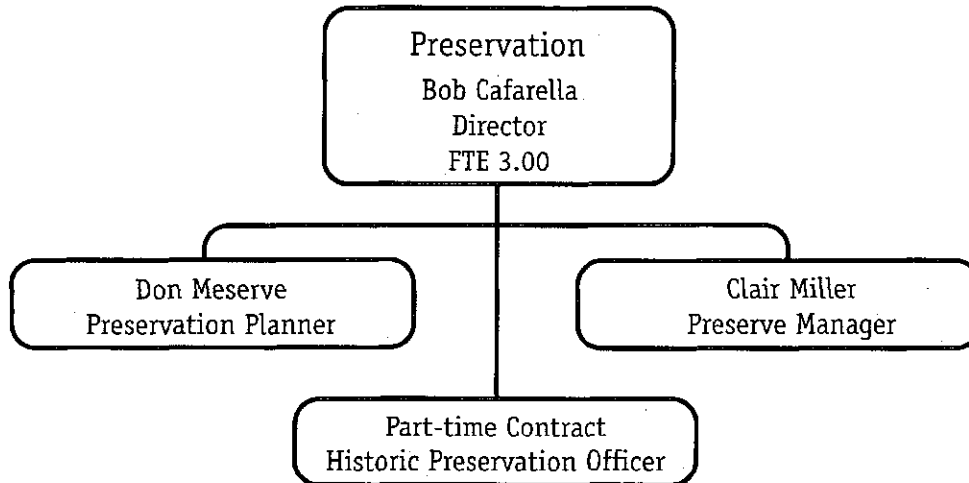 Preservation
Bob Cafarella
Director
FTE 3.00
Don Meserve
Preservation Planner
Clair Miller
Preserve Manager
Part-time Contract
Historic Preservation Officer